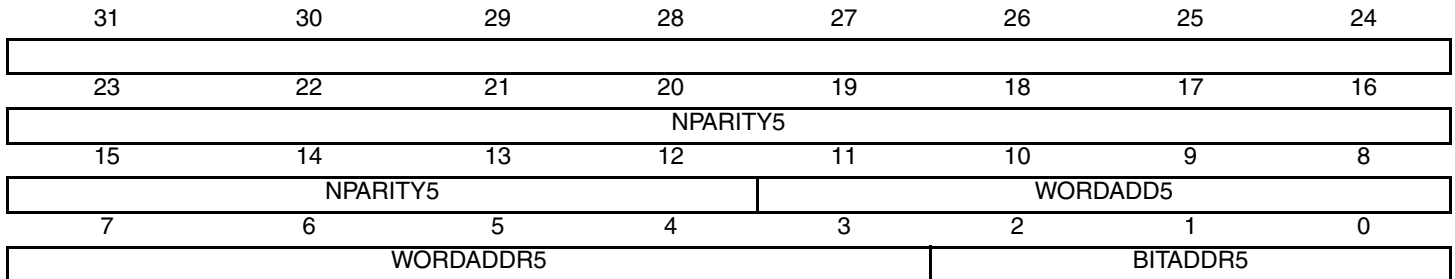 31 30 29 28 27 26 25 24
23 22 21 20 19 18 17 16
NPARITY5
15 14 13 12 11 10 9 8
NPARITY5 WORDADD5
7 6 5 4 3 2 1 0
WORDADDR5 BITADDR5